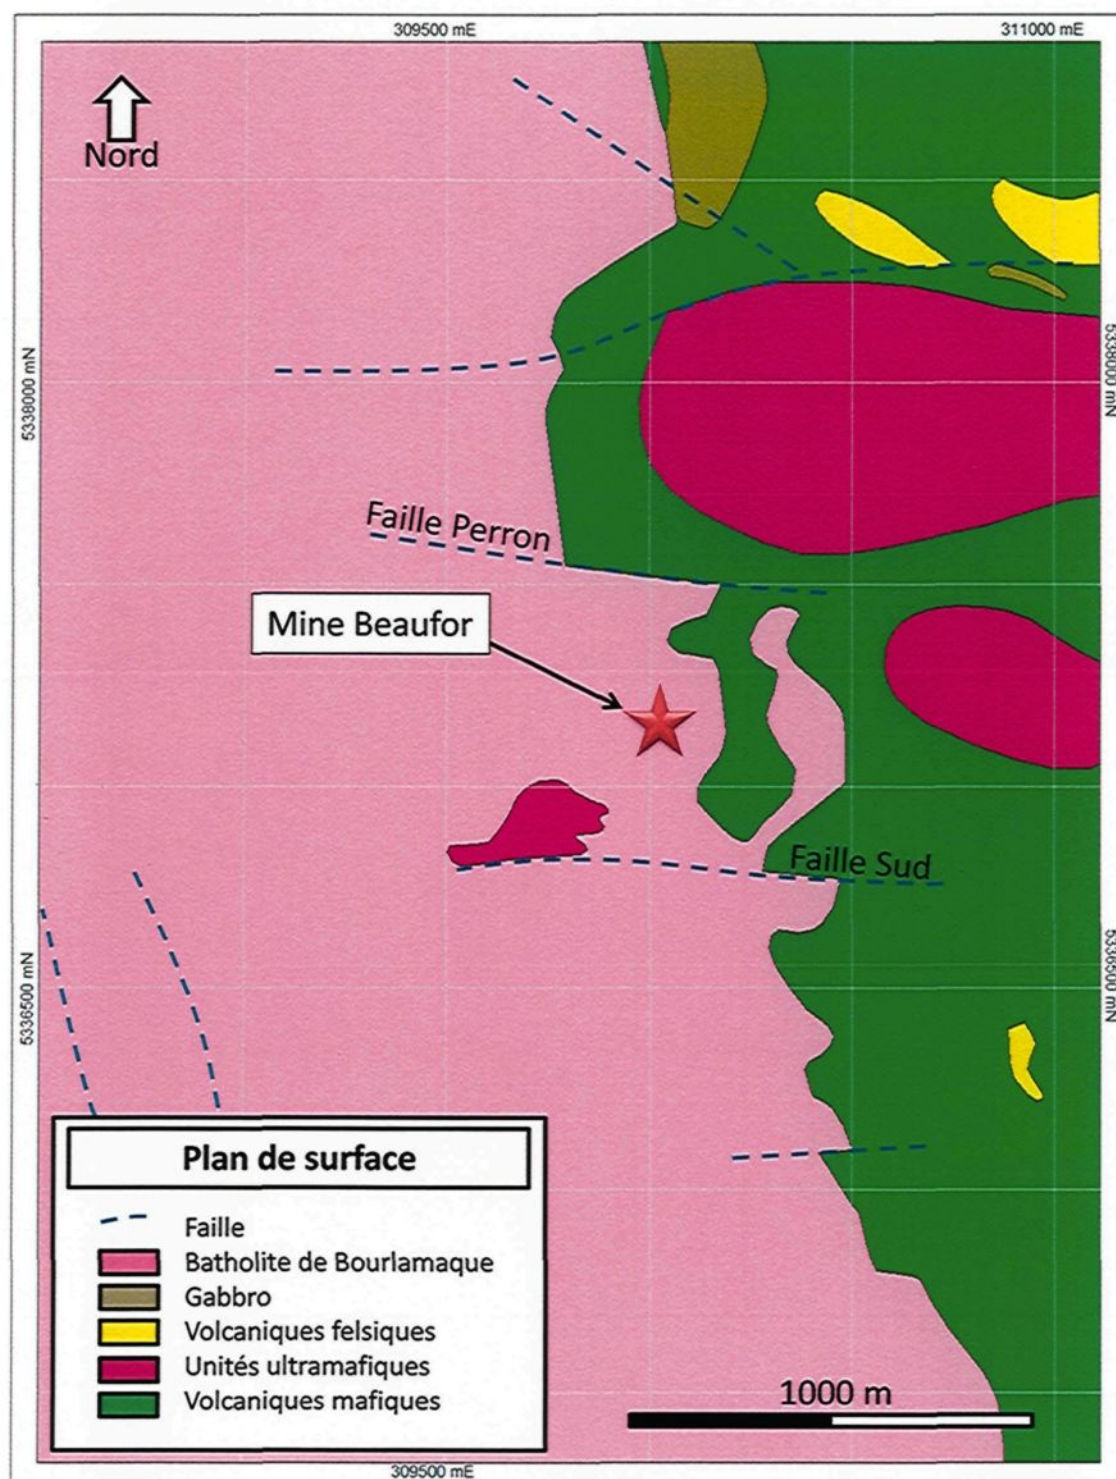 309500 mE
311000 mE
Nord
5338000 mN
5338000 mN
Faille Perron
Mine Beaufor
Faille Sud
5336500 mN
5336500 mN
Plan de surface
Faille
Batholite de Bourlamaque
Gabbro
Volcaniques felsiques
Unités ultramafiques
Volcaniques mafiques
1000 m
309500 mE